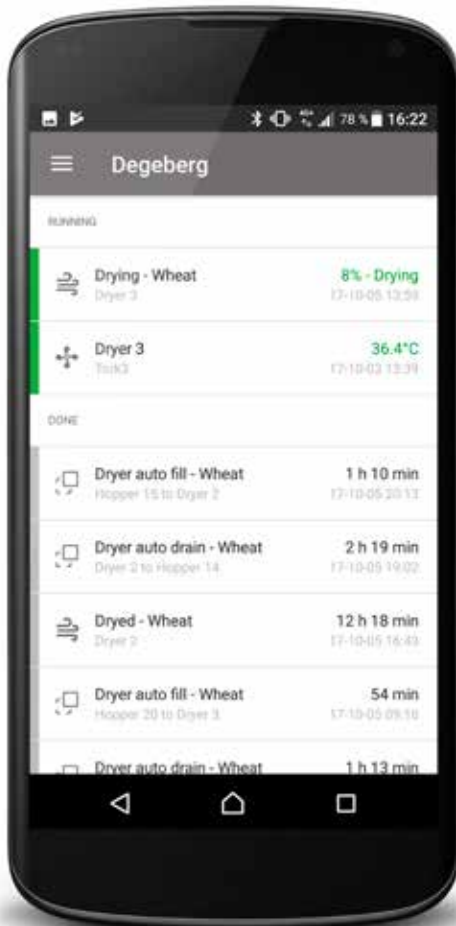 78 % 16:22
Degeberg
RUNNING
Drying - Wheat 8% - Drying
Dryer 3 17-10-05 13:59
Dryer 3 36.4°C
Tork3 17-10-03 13:39
DONE
Dryer auto fill - Wheat 1 h 10 min
Hopper 15 to Dryer 2 17-10-05 20:13
Dryer auto drain - Wheat 2 h 19 min
Dryer 2 to Hopper 14 17-10-05 19:02
Dryed - Wheat 12 h 18 min
Dryer 2 17-10-05 16:43
Dryer auto fill - Wheat 54 min
Hopper 20 to Dryer 3 17-10-05
Dryer auto drain - Wheat 1 h 13 min